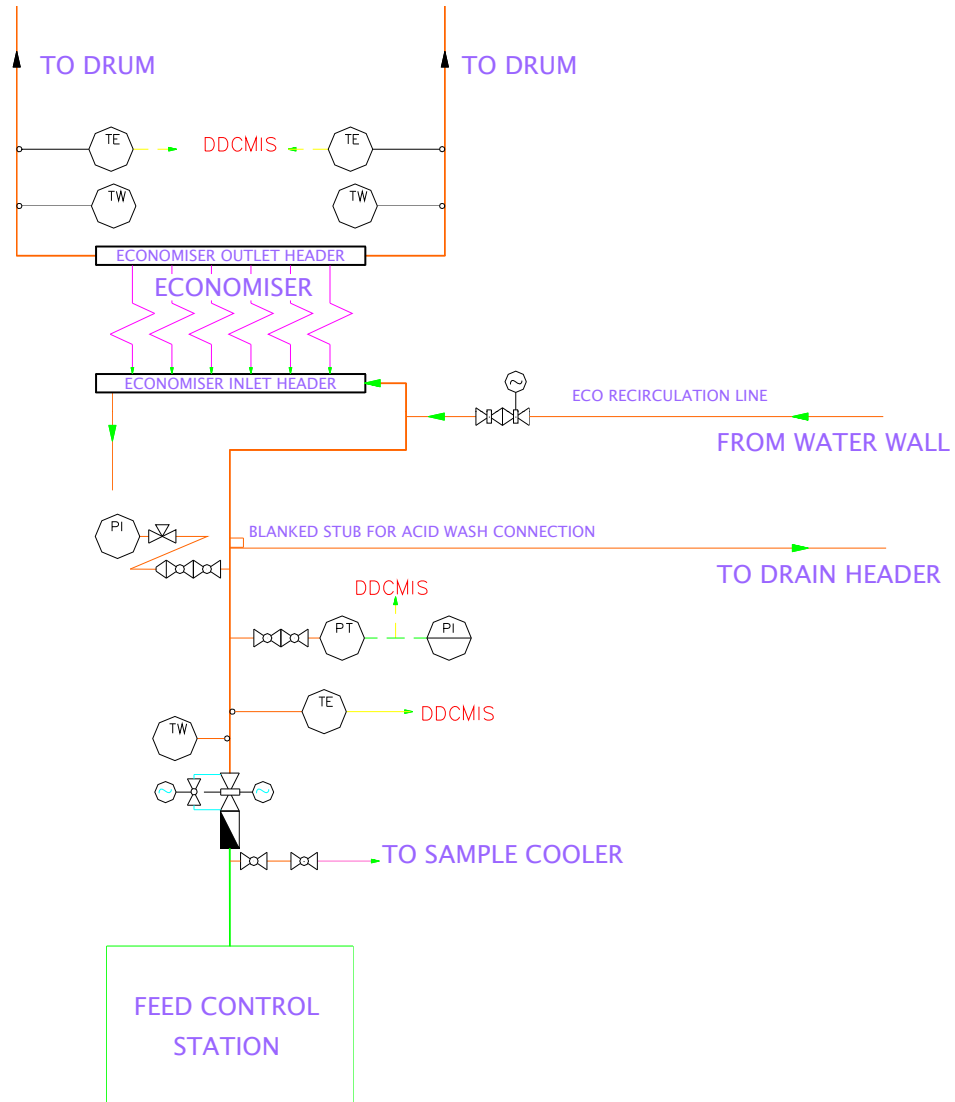 TO DRUM
TO DRUM
TE
DDCMIS
TE
TW
TW
ECONOMISER OUTLET HEADER
ECONOMISER
ECONOMISER INLET HEADER
ECO RECIRCULATION LINE
FROM WATER WALL
PI
BLANKED STUB FOR ACID WASH CONNECTION
TO DRAIN HEADER
DDCMIS
PT
PI
TE
DDCMIS
TW
TO SAMPLE COOLER
FEED CONTROL
STATION